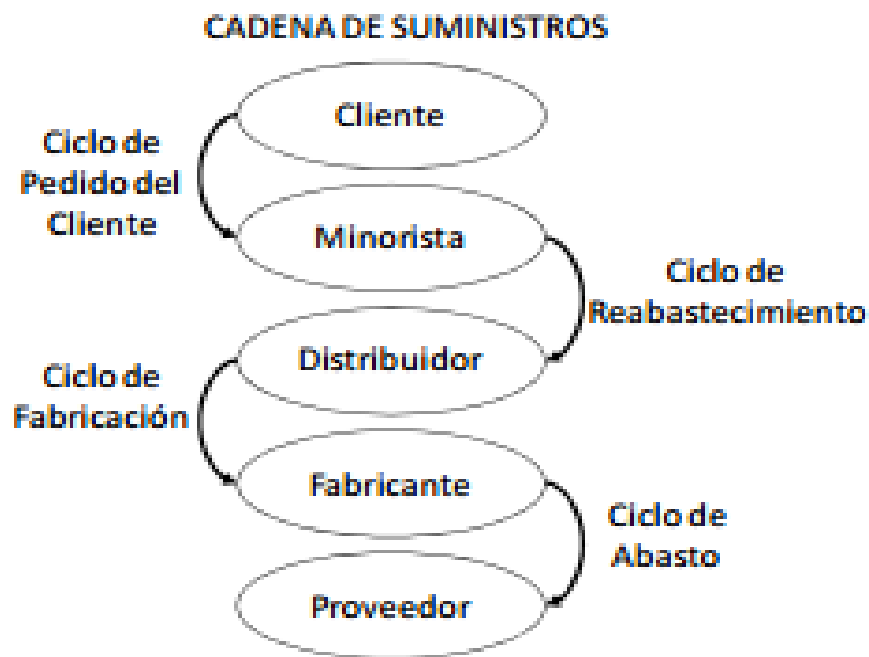 CADENA DE SUMINISTROS
Cliente
Ciclo de
Pedido del
Cliente
Minorista
Ciclo de
Reabastecimiento
Distribuidor
Ciclo de
Fabricación
Fabricante
Ciclo de
Abasto
Proveedor